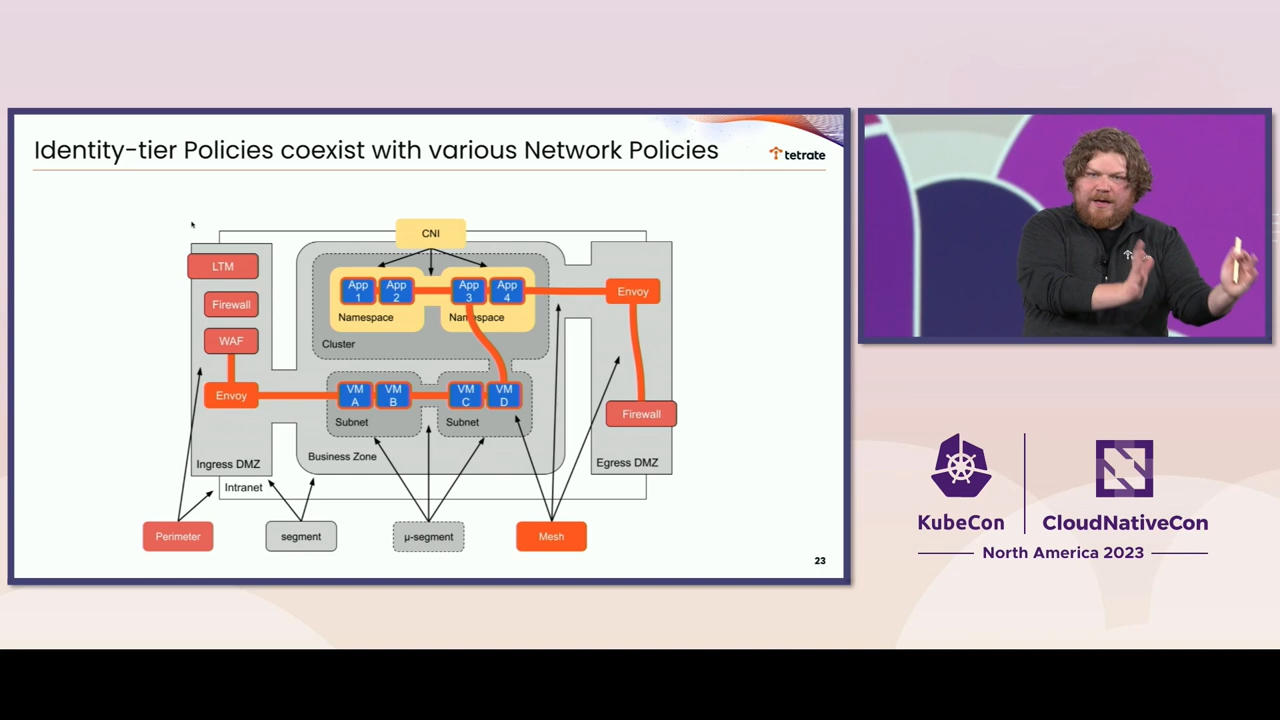 Identity-tier Policies coexist with various Network Policies
tetrate
CNI
LTM
Firewall
WAF
Envoy
Ingress DMZ
Intranet
App 1
App 2
App 3
App 4
Namespace
Namespace
Cluster
VM A
VM B
VM C
VM D
Subnet
Subnet
Business Zone
Envoy
Firewall
Egress DMZ
Perimeter
segment
µ-segment
Mesh
23
KubeCon
CloudNativeCon
North America 2023